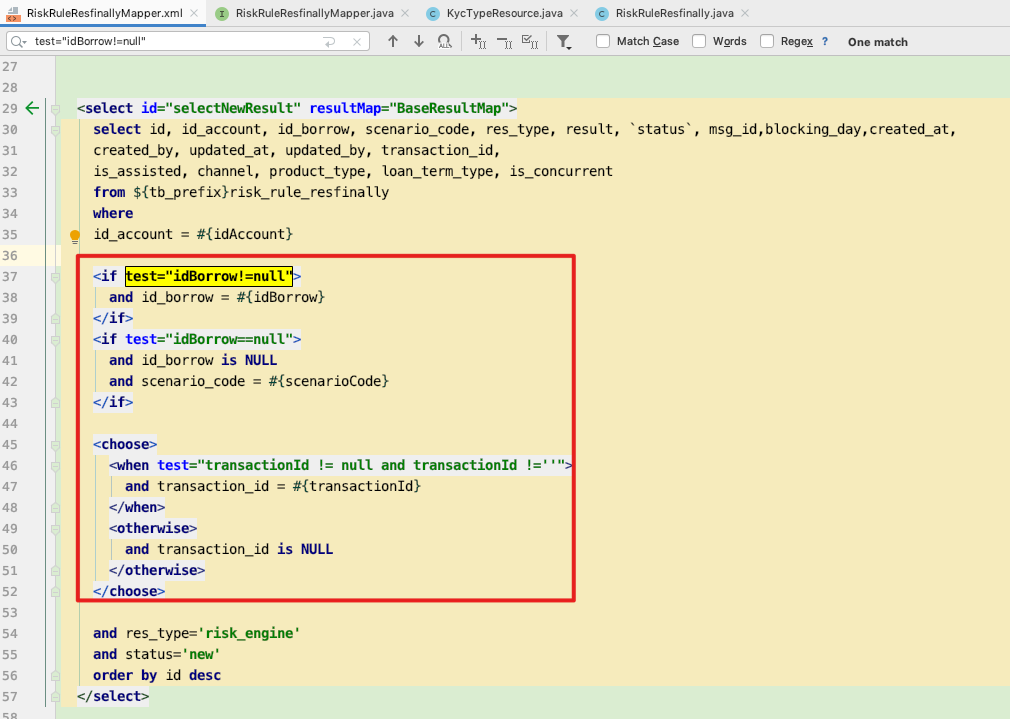 RiskRuleResfinallyMapper.xml RiskRuleResfinallyMapper.java KycTypeResource.java RiskRuleResfinally.java
test="idBorrow!=null" Match Case Words Regex ? One match
27
28
29 <select id="selectNewResult" resultMap="BaseResultMap">
30 select id, id_account, id_borrow, scenario_code, res_type, result, `status`, msg_id,blocking_day,created_at,
31 created_by, updated_at, updated_by, transaction_id,
32 is_assisted, channel, product_type, loan_term_type, is_concurrent
33 from ${tb_prefix}risk_rule_resfinally
34 where
35 id_account = #{idAccount}
36
37 <if test="idBorrow!=null">
38 and id_borrow = #{idBorrow}
39 </if>
40 <if test="idBorrow==null">
41 and id_borrow is NULL
42 and scenario_code = #{scenarioCode}
43 </if>
44
45 <choose>
46 <when test="transactionId != null and transactionId !=''">
47 and transaction_id = #{transactionId}
48 </when>
49 <otherwise>
50 and transaction_id is NULL
51 </otherwise>
52 </choose>
53
54 and res_type='risk_engine'
55 and status='new'
56 order by id desc
57 </select>
58